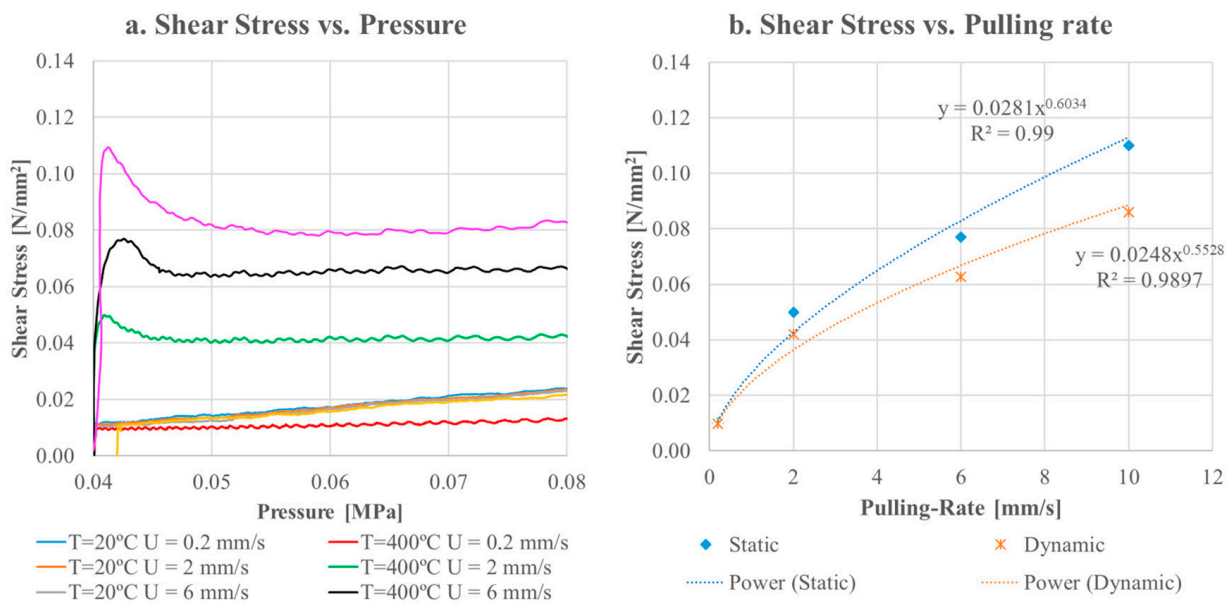 a. Shear Stress vs. Pressure
Shear Stress [N/mm²]
0.14
0.12
0.10
0.08
0.06
0.04
0.02
0.00
0.04
0.05
0.06
0.07
0.08
Pressure [MPa]
T=20ºC U = 0.2 mm/s
T=400ºC U = 0.2 mm/s
T=20ºC U = 2 mm/s
T=400ºC U = 2 mm/s
T=20ºC U = 6 mm/s
T=400ºC U = 6 mm/s
b. Shear Stress vs. Pulling rate
Shear Stress [N/mm²]
0.14
0.12
0.10
0.08
0.06
0.04
0.02
0.00
y = 0.0281x^0.6034
R² = 0.99
y = 0.0248x^0.5528
R² = 0.9897
0
2
4
6
8
10
12
Pulling-Rate [mm/s]
Static
Dynamic
Power (Static)
Power (Dynamic)